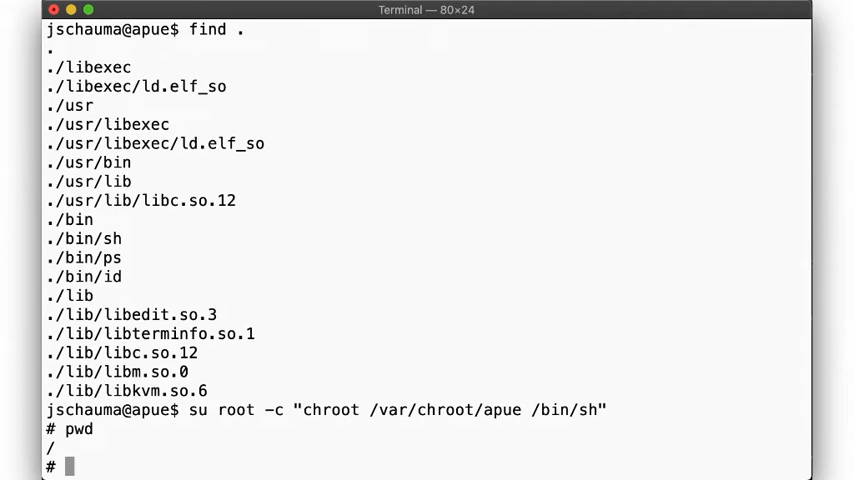 Terminal — 80×24
jschauma@apue$ find .
.
./libexec
./libexec/ld.elf_so
./usr
./usr/libexec
./usr/libexec/ld.elf_so
./usr/bin
./usr/lib
./usr/lib/libc.so.12
./bin
./bin/sh
./bin/ps
./bin/id
./lib
./lib/libedit.so.3
./lib/libterminfo.so.1
./lib/libc.so.12
./lib/libm.so.0
./lib/libkvm.so.6
jschauma@apue$ su root -c "chroot /var/chroot/apue /bin/sh"
# pwd
/
#